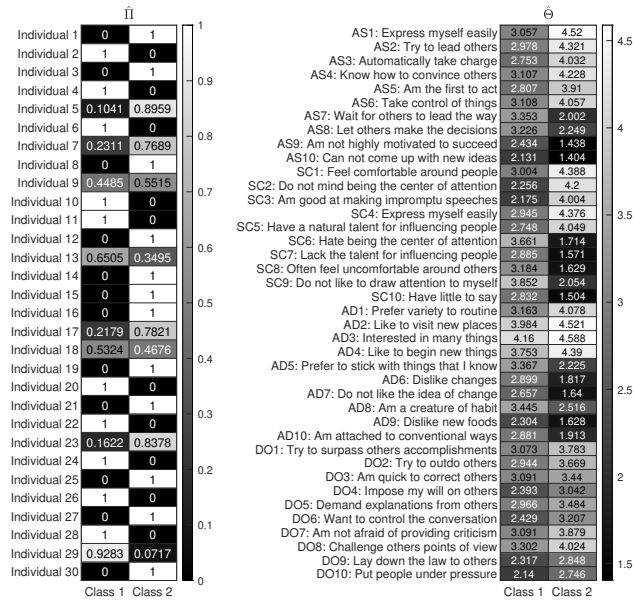 Π̂
Individual 1 0 1
Individual 2 1 0
Individual 3 0 1
Individual 4 1 0
Individual 5 0.1041 0.8959
Individual 6 1 0
Individual 7 0.2311 0.7689
Individual 8 0 1
Individual 9 0.4485 0.5515
Individual 10 1 0
Individual 11 1 0
Individual 12 0 1
Individual 13 0.6505 0.3495
Individual 14 0 1
Individual 15 0 1
Individual 16 0 1
Individual 17 0.2179 0.7821
Individual 18 0.5324 0.4676
Individual 19 0 1
Individual 20 1 0
Individual 21 0 1
Individual 22 1 0
Individual 23 0.1622 0.8378
Individual 24 1 0
Individual 25 0 1
Individual 26 1 0
Individual 27 0 1
Individual 28 1 0
Individual 29 0.9283 0.0717
Individual 30 0 1
Class 1 Class 2
1
0.9
0.8
0.7
0.6
0.5
0.4
0.3
0.2
0.1
0
Θ̂
AS1: Express myself easily 3.057 4.52
AS2: Try to lead others 2.978 4.321
AS3: Automatically take charge 2.753 4.032
AS4: Know how to convince others 3.107 4.228
AS5: Am the first to act 2.807 3.91
AS6: Take control of things 3.108 4.057
AS7: Wait for others to lead the way 3.353 2.002
AS8: Let others make the decisions 3.226 2.249
AS9: Am not highly motivated to succeed 2.434 1.438
AS10: Can not come up with new ideas 2.131 1.404
SC1: Feel comfortable around people 3.004 4.388
SC2: Do not mind being the center of attention 2.256 4.2
SC3: Am good at making impromptu speeches 2.175 4.004
SC4: Express myself easily 2.945 4.376
SC5: Have a natural talent for influencing people 2.748 4.049
SC6: Hate being the center of attention 3.661 1.714
SC7: Lack the talent for influencing people 2.885 1.571
SC8: Often feel uncomfortable around others 3.184 1.629
SC9: Do not like to draw attention to myself 3.852 2.054
SC10: Have little to say 2.832 1.504
AD1: Prefer variety to routine 3.163 4.078
AD2: Like to visit new places 3.984 4.521
AD3: Interested in many things 4.16 4.588
AD4: Like to begin new things 3.753 4.39
AD5: Prefer to stick with things that I know 3.367 2.225
AD6: Dislike changes 2.899 1.817
AD7: Do not like the idea of change 2.657 1.64
AD8: Am a creature of habit 3.445 2.516
AD9: Dislike new foods 2.304 1.628
AD10: Am attached to conventional ways 2.881 1.913
DO1: Try to surpass others accomplishments 3.073 3.783
DO2: Try to outdo others 2.944 3.669
DO3: Am quick to correct others 3.091 3.44
DO4: Impose my will on others 2.393 3.042
DO5: Demand explanations from others 2.966 3.484
DO6: Want to control the conversation 2.429 3.207
DO7: Am not afraid of providing criticism 3.091 3.879
DO8: Challenge others points of view 3.302 4.024
DO9: Lay down the law to others 2.317 2.848
DO10: Put people under pressure 2.14 2.746
Class 1 Class 2
4.5
4
3.5
3
2.5
2
1.5